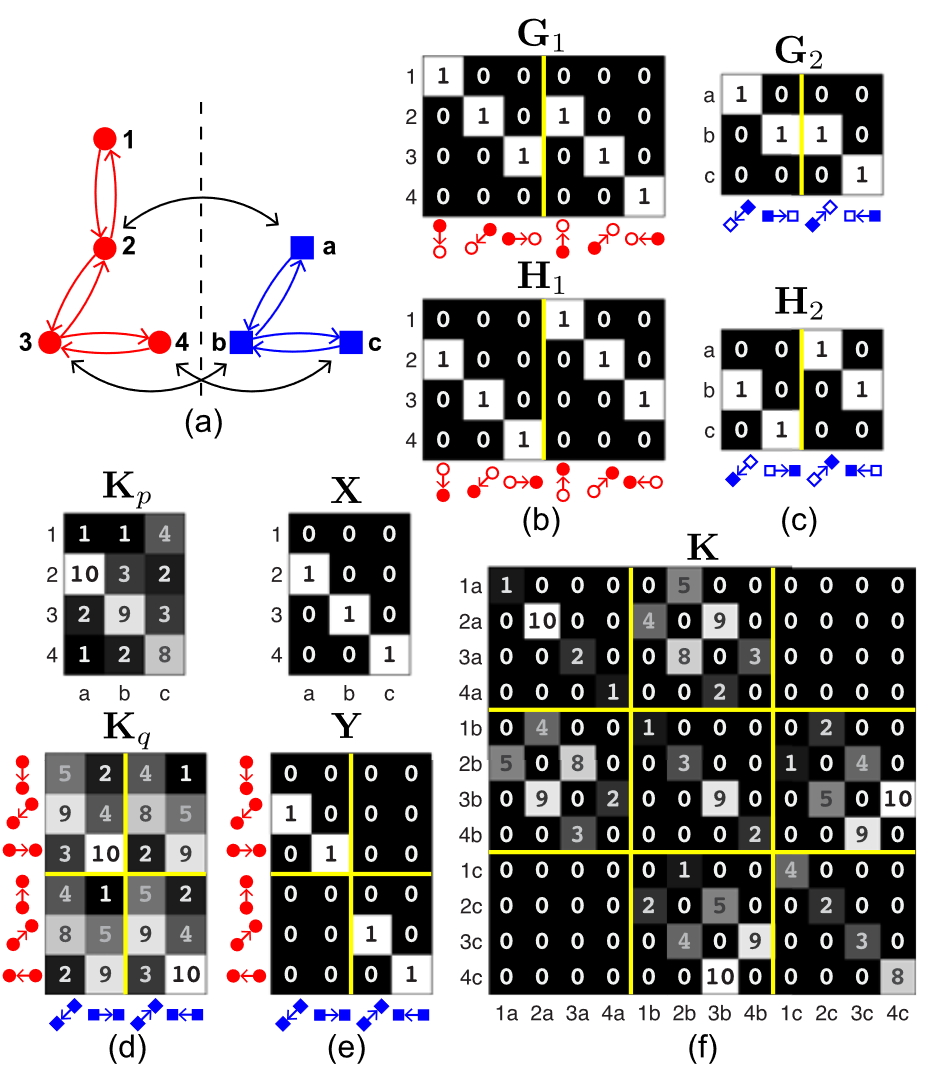 G1
1 1 0 0 0 0 0
2 0 1 0 1 0 0
3 0 0 1 0 1 0
4 0 0 0 0 0 1
G2
a 1 0 0 0
b 0 1 1 0
c 0 0 0 1
1
2
3
4
a
b
c
(a)
H1
1 0 0 0 1 0 0
2 1 0 0 0 1 0
3 0 1 0 0 0 1
4 0 0 1 0 0 0
(b)
H2
a 0 0 1 0
b 1 0 0 1
c 0 1 0 0
(c)
Kp
1 1 1 4
2 10 3 2
3 2 9 3
4 1 2 8
a b c
X
1 0 0 0
2 1 0 0
3 0 1 0
4 0 0 1
a b c
Kq
5 2 4 1
9 4 8 5
3 10 2 9
4 1 5 2
8 5 9 4
2 9 3 10
(d)
Y
0 0 0 0
1 0 0 0
0 1 0 0
0 0 0 0
0 0 1 0
0 0 0 1
(e)
K
1a 1 0 0 0 0 5 0 0 0 0 0 0
2a 0 10 0 0 4 0 9 0 0 0 0 0
3a 0 0 2 0 0 8 0 3 0 0 0 0
4a 0 0 0 1 0 0 2 0 0 0 0 0
1b 0 4 0 0 1 0 0 0 0 2 0 0
2b 5 0 8 0 0 3 0 0 1 0 4 0
3b 0 9 0 2 0 0 9 0 0 5 0 10
4b 0 0 3 0 0 0 0 2 0 0 9 0
1c 0 0 0 0 0 1 0 0 4 0 0 0
2c 0 0 0 0 2 0 5 0 0 2 0 0
3c 0 0 0 0 0 4 0 9 0 0 3 0
4c 0 0 0 0 0 0 10 0 0 0 0 8
1a 2a 3a 4a 1b 2b 3b 4b 1c 2c 3c 4c
(f)